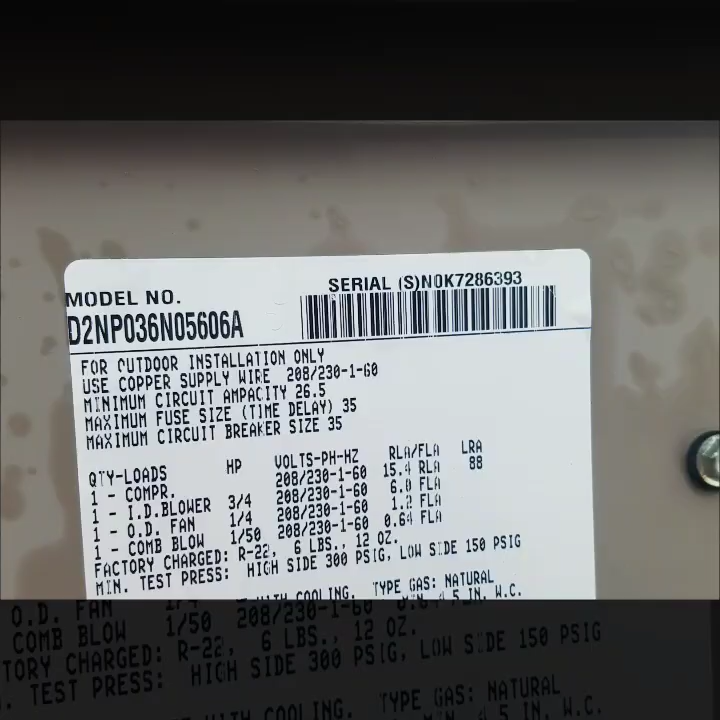 MODEL NO.
D2NP036N05606A
SERIAL (S)N0K7286393
FOR OUTDOOR INSTALLATION ONLY
USE COPPER SUPPLY WIRE 208/230-1-60
MINIMUM CIRCUIT AMPACITY 26.5
MAXIMUM FUSE SIZE (TIME DELAY) 35
MAXIMUM CIRCUIT BREAKER SIZE 35
QTY-LOADS HP VOLTS-PH-HZ RLA/FLA LRA
1 - COMPR. 208/230-1-60 15.4 RLA 88
1 - I.D.BLOWER 3/4 208/230-1-60 6.0 FLA
1 - O.D. FAN 1/4 208/230-1-60 1.2 FLA
1 - COMB BLOW 1/50 208/230-1-60 0.64 FLA
FACTORY CHARGED: R-22, 6 LBS., 12 OZ.
MIN. TEST PRESS: HIGH SIDE 300 PSIG, LOW SIDE 150 PSIG
WITH COOLING. TYPE GAS: NATURAL
5 IN. W.C.
O.D. FAN 1/4 208/230-1-60
COMB BLOW 1/50
TORY CHARGED: R-22, 6 LBS., 12 OZ.
. TEST PRESS: HIGH SIDE 300 PSIG, LOW SIDE 150 PSIG
COOLING. TYPE GAS: NATURAL
5 IN. W.C.